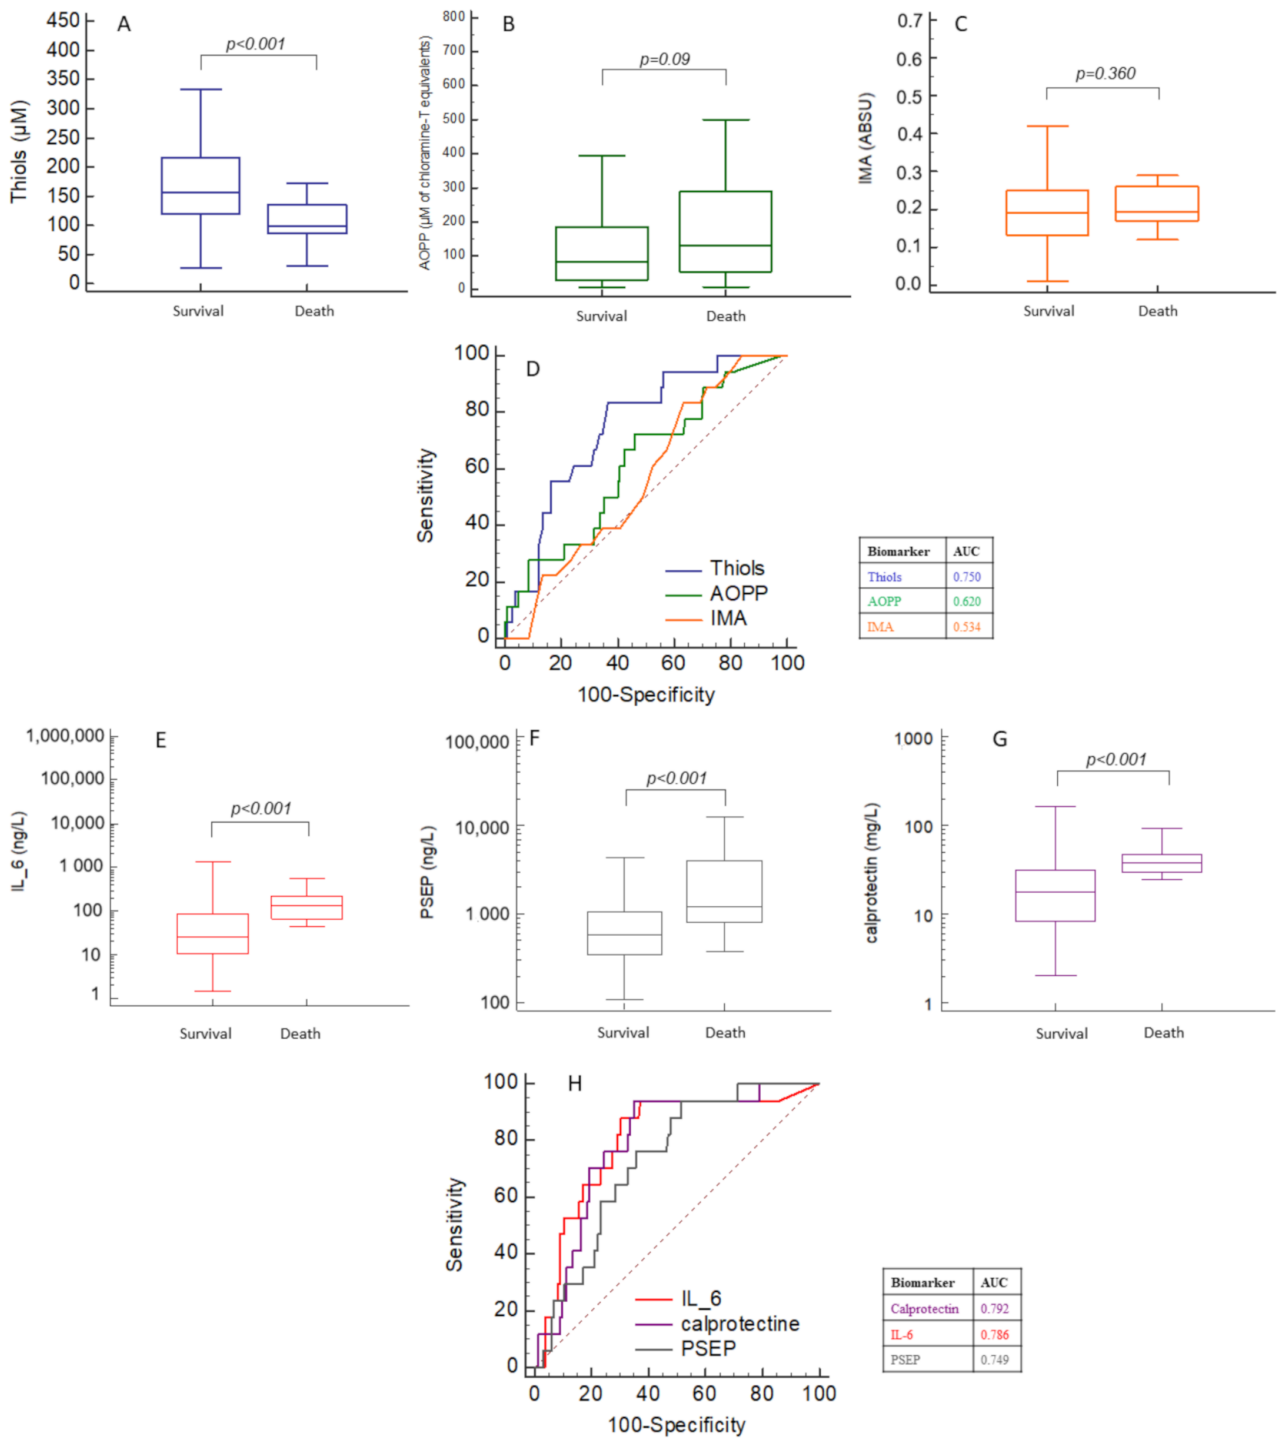 A
p<0.001
Thiols (µM)
450
400
350
300
250
200
150
100
50
0
Survival Death
B
p=0.09
AOPP (µM of chloramine-T equivalents)
800
700
600
500
400
300
200
100
0
Survival Death
C
p=0.360
IMA (ABSU)
0.7
0.6
0.5
0.4
0.3
0.2
0.1
0.0
Survival Death
D
Sensitivity
100
80
60
40
20
0
Thiols
AOPP
IMA
0 20 40 60 80 100
100-Specificity
Biomarker AUC
Thiols 0.750
AOPP 0.620
IMA 0.534
E
p<0.001
IL_6 (ng/L)
1,000,000
100,000
10,000
1 000
100
10
1
Survival Death
F
p<0.001
PSEP (ng/L)
100,000
10,000
1 000
100
Survival Death
G
p<0.001
calprotectin (mg/L)
1000
100
10
1
Survival Death
H
Sensitivity
100
80
60
40
20
0
IL_6
calprotectine
PSEP
0 20 40 60 80 100
100-Specificity
Biomarker AUC
Calprotectin 0.792
IL-6 0.786
PSEP 0.749